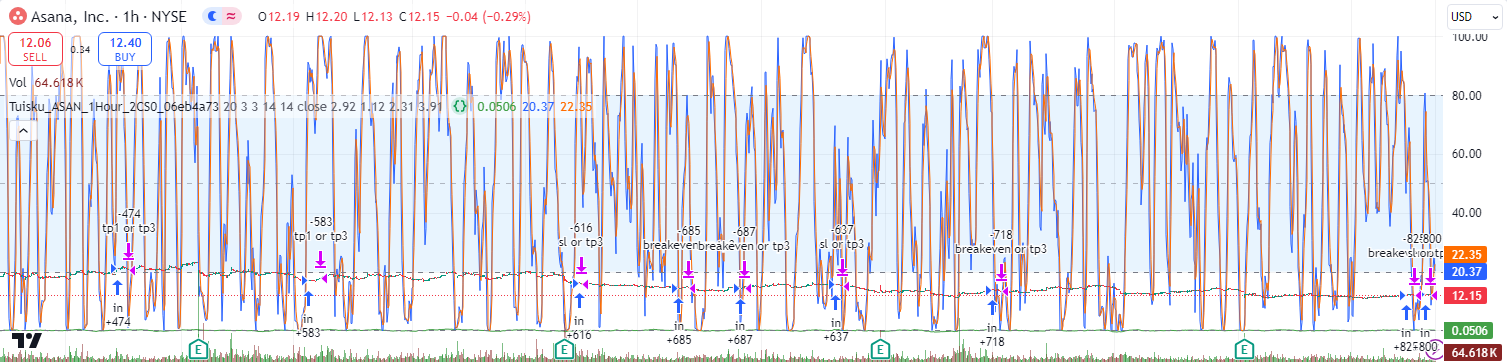 Asana, Inc. · 1h · NYSE O12.19 H12.20 L12.13 C12.15 −0.04 (−0.29%)
USD
12.06
SELL
0.34
12.40
BUY
Vol 64.618K
Tuisku_ASAN_1Hour_2CS0_06eb4a73 20 3 3 14 14 close 2.92 1.12 2.31 3.91 0.0506 20.37 22.35
100.00
80.00
60.00
40.00
22.35
20.37
12.15
0.0506
64.618K
-474
tp1 or tp3
in
+474
-583
tp1 or tp3
in
+583
-616
sl or tp3
in
+616
-685
breakeven
in
+685
-687
breakeven or tp3
in
+687
-637
sl or tp3
in
+637
-718
breakeven or tp3
in
+718
-800
in
in
+800
E
E
E
E